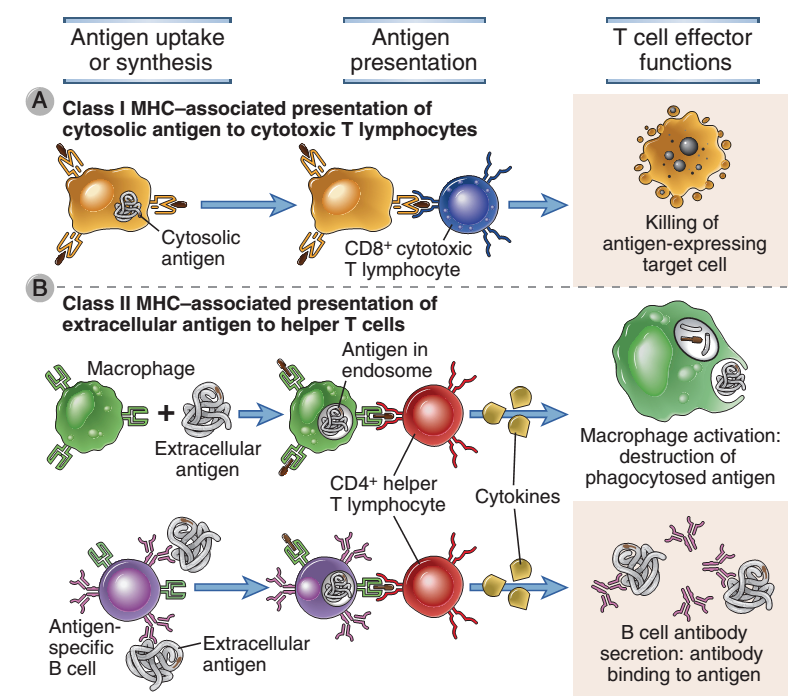 Antigen uptake
or synthesis
Antigen
presentation
T cell effector
functions
A
Class I MHC–associated presentation of
cytosolic antigen to cytotoxic T lymphocytes
Cytosolic
antigen
CD8+ cytotoxic
T lymphocyte
Killing of
antigen-expressing
target cell
B
Class II MHC–associated presentation of
extracellular antigen to helper T cells
Macrophage
+
Extracellular
antigen
Antigen in
endosome
CD4+ helper
T lymphocyte
Cytokines
Macrophage activation:
destruction of
phagocytosed antigen
Antigen-
specific
B cell
Extracellular
antigen
B cell antibody
secretion: antibody
binding to antigen